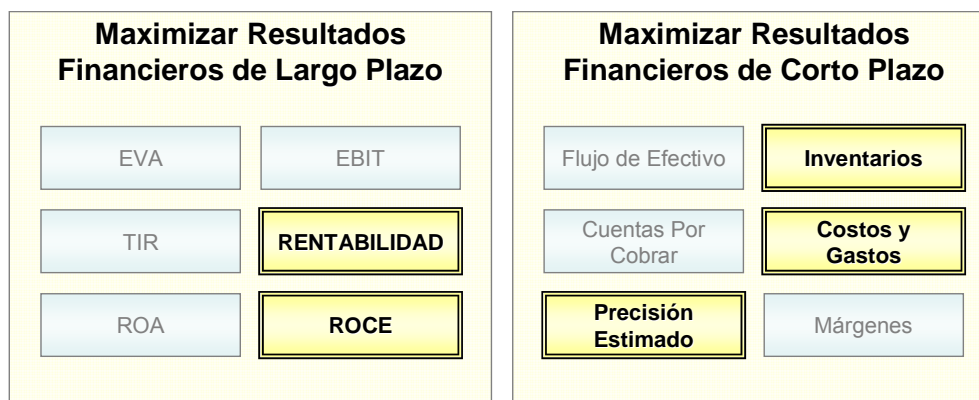 Maximizar Resultados
Financieros de Largo Plazo
EVA
EBIT
TIR
RENTABILIDAD
ROA
ROCE
Maximizar Resultados
Financieros de Corto Plazo
Flujo de Efectivo
Inventarios
Cuentas Por
Cobrar
Costos y
Gastos
Precisión
Estimado
Márgenes